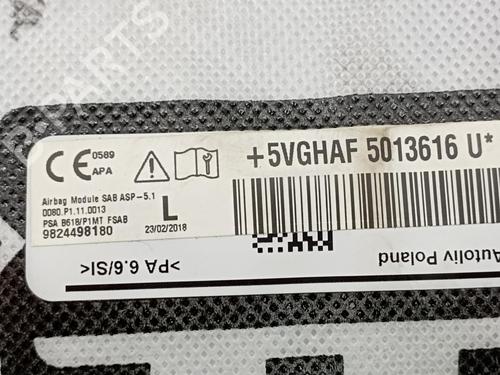 B-PARTS
CE 0589
APA
+5VGHAF 5013616 U*
Airbag Module SAB ASP-5.1
0080.P1.11.0013
PSA B618/P1MT FSAB
9824498180
L
23/02/2018
>PA 6.6/SI<
Autoliv Poland